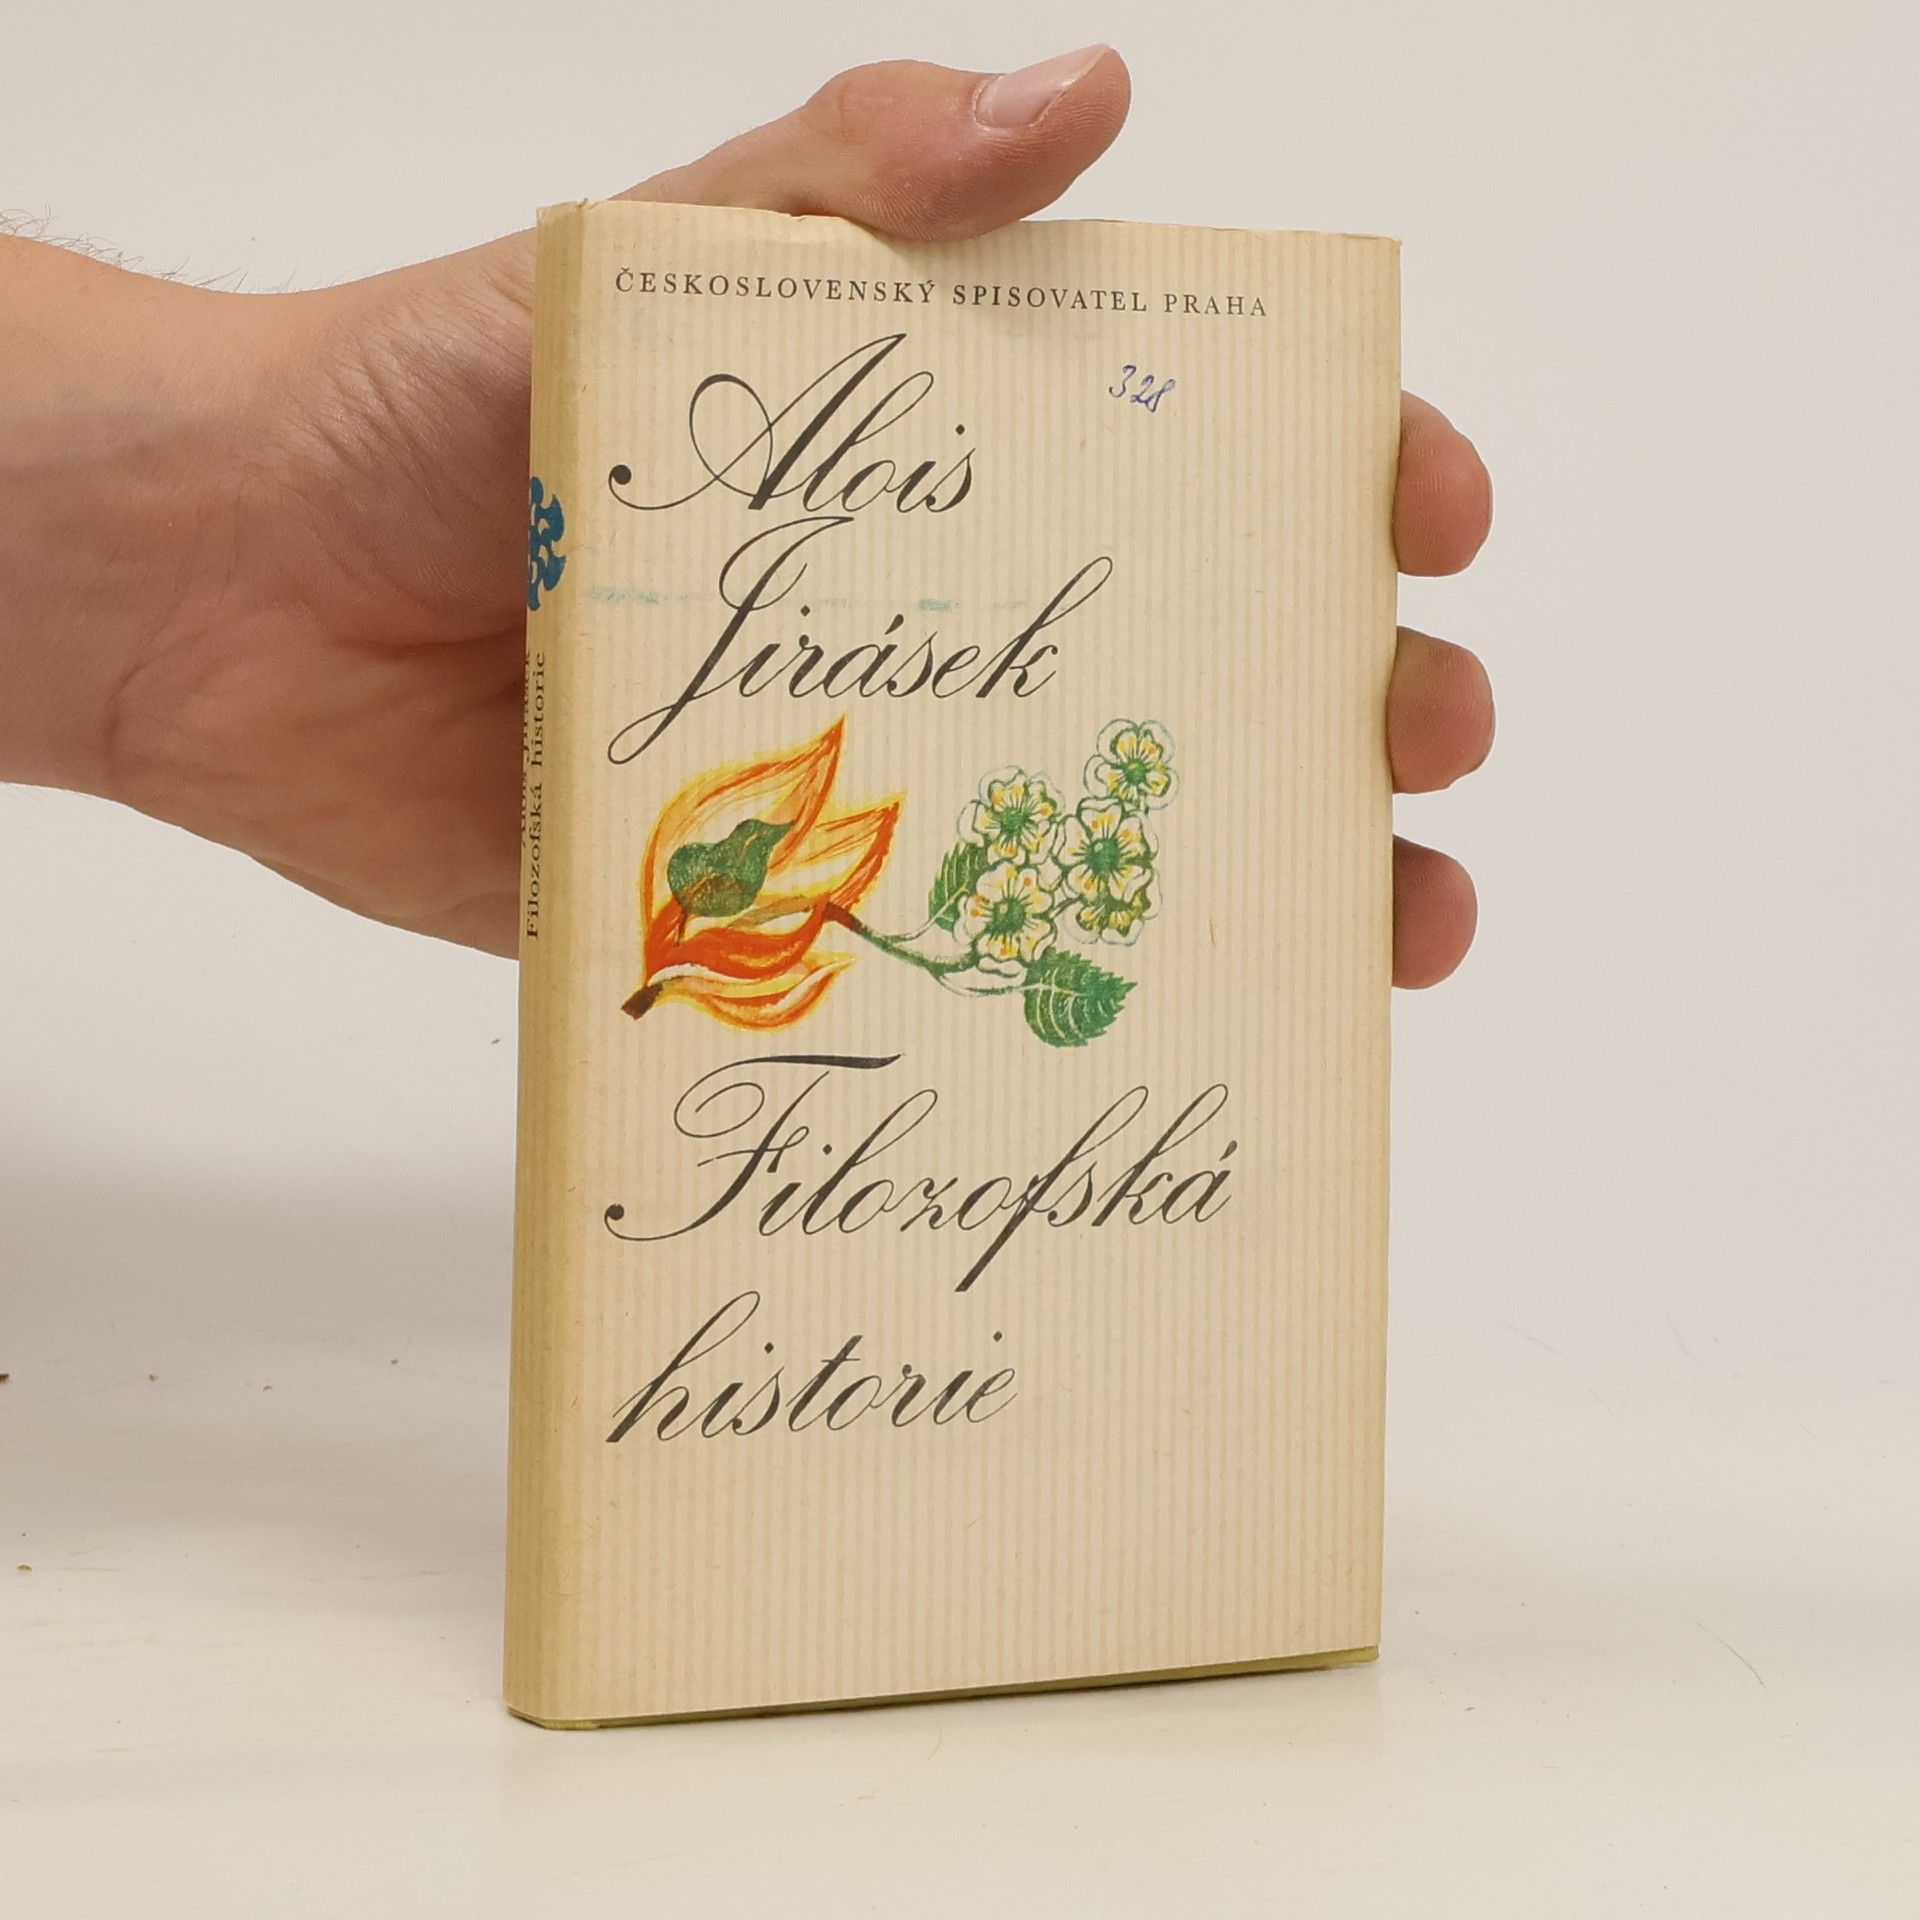 ČESKOSLOVENSKÝ SPISOVATEL PRAHA
328
Alois
Jirásek
Filozofská
historie
Alois Jirásek
Filozofská historie